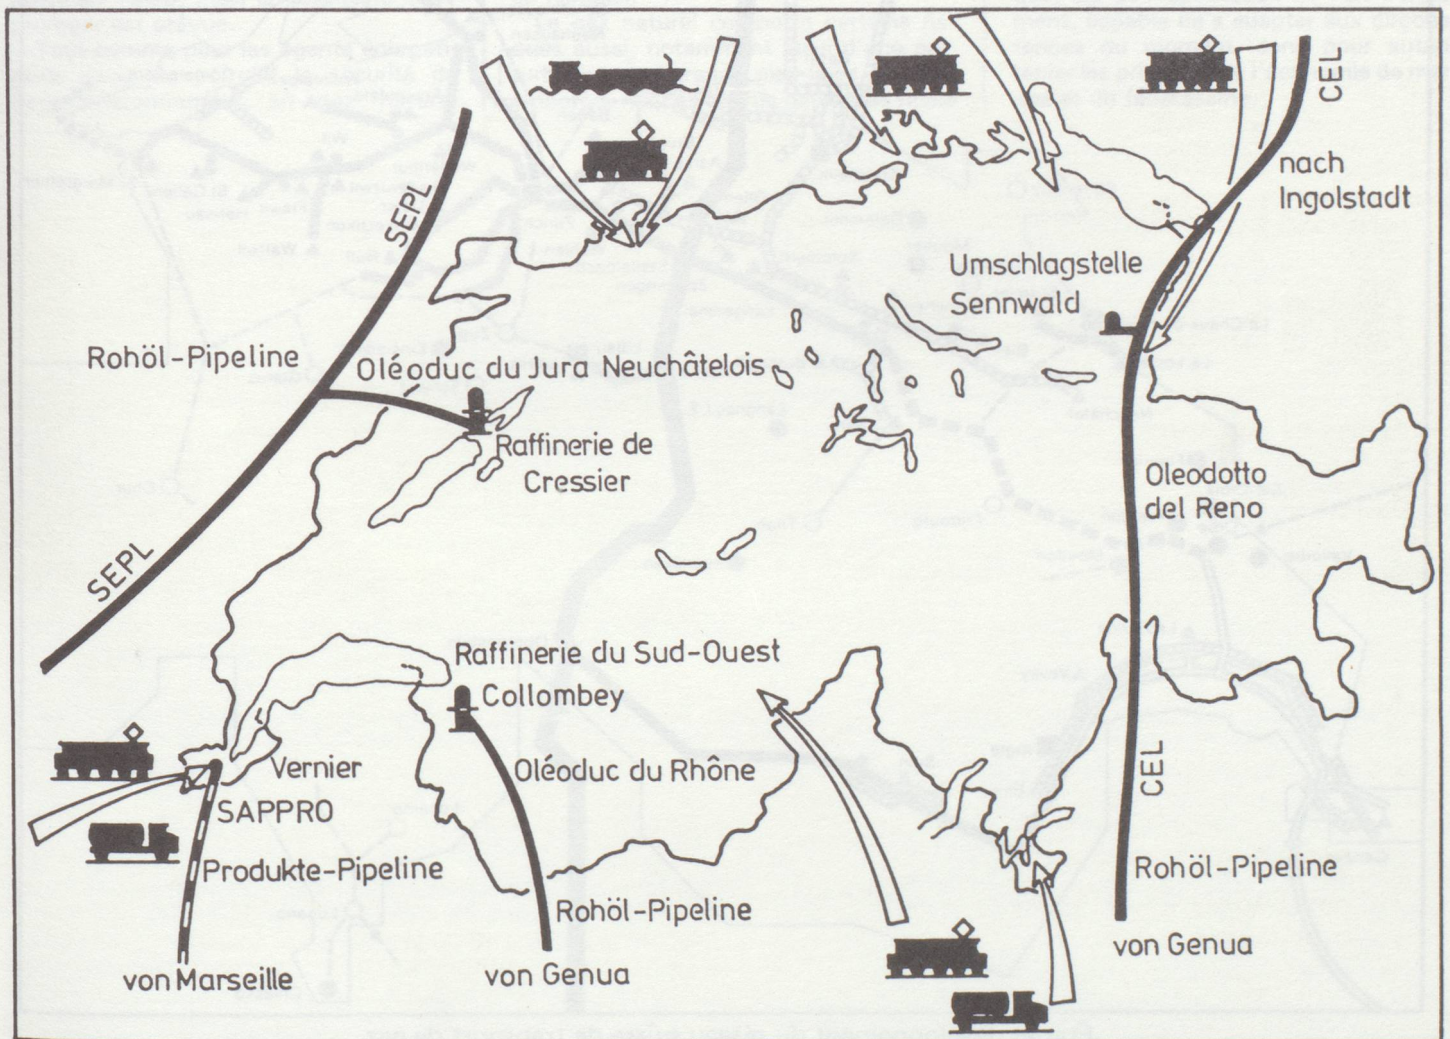 CEL
nach
Ingolstadt
SEPL
Umschlagstelle
Sennwald
Rohöl-Pipeline
Oléoduc du Jura Neuchâtelois
Raffinerie de
Cressier
Oleodotto
del Reno
SEPL
Raffinerie du Sud-Ouest
Collombey
Vernier
Oléoduc du Rhône
CEL
SAPPRO
Produkte-Pipeline
Rohöl-Pipeline
Rohöl-Pipeline
von Marseille
von Genua
von Genua